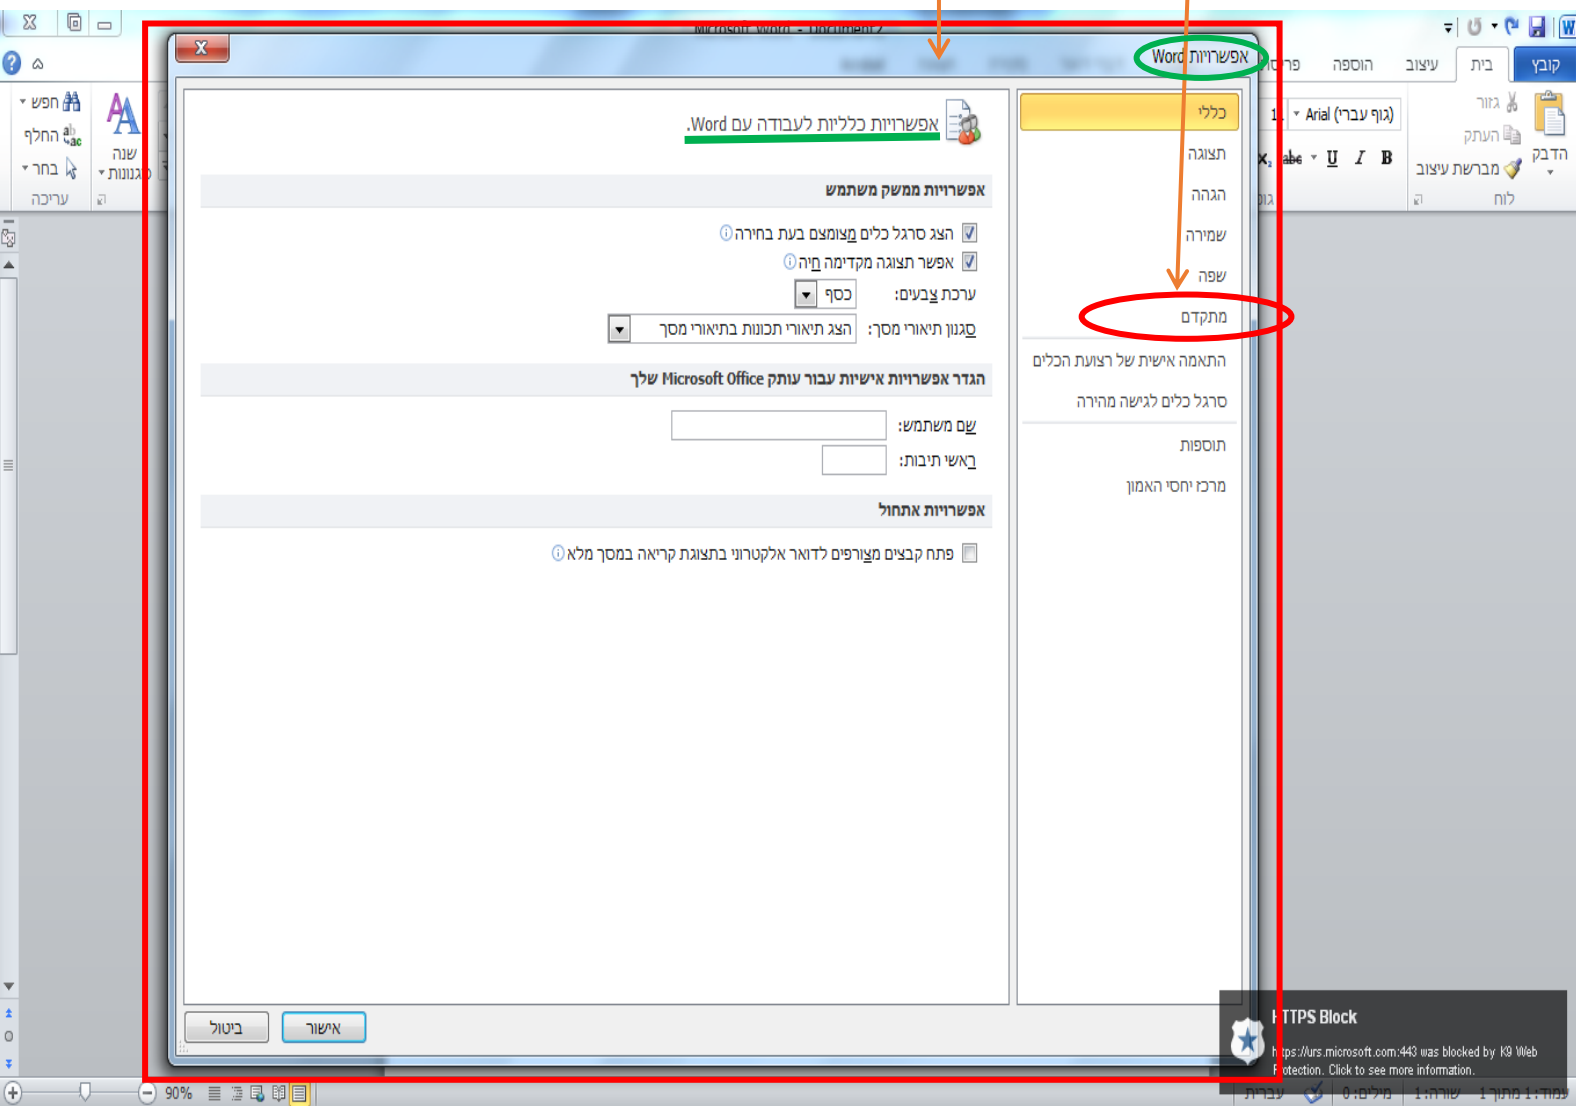 Microsoft Word - Document2
אפשרויות Word
קובץ
בית
עיצוב
הוספה
גזור
העתק
מברשת עיצוב
הדבק
לוח
Arial (גוף עברי)
B I U abe
חפש
החלף
בחר
עריכה
שנה
כללי
תצוגה
הגהה
שמירה
שפה
מתקדם
התאמה אישית של רצועת הכלים
סרגל כלים לגישה מהירה
תוספות
מרכז יחסי האמון
אפשרויות כלליות לעבודה עם Word.
אפשרויות ממשק משתמש
הצג סרגל כלים מצומצם בעת בחירה
אפשר תצוגה מקדימה חיה
ערכת צבעים: כסף
סגנון תיאורי מסך: הצג תיאורי תכונות בתיאורי מסך
הגדר אפשרויות אישיות עבור עותק Microsoft Office שלך
שם משתמש:
ראשי תיבות:
אפשרויות אתחול
פתח קבצים מצורפים לדואר אלקטרוני בתצוגת קריאה במסך מלא
אישור
ביטול
HTTPS Block
https://urs.microsoft.com:443 was blocked by K9 Web
Protection. Click to see more information.
עמוד: 1 מתוך 1 שורה: 1 מילים: 0 עברית
90%